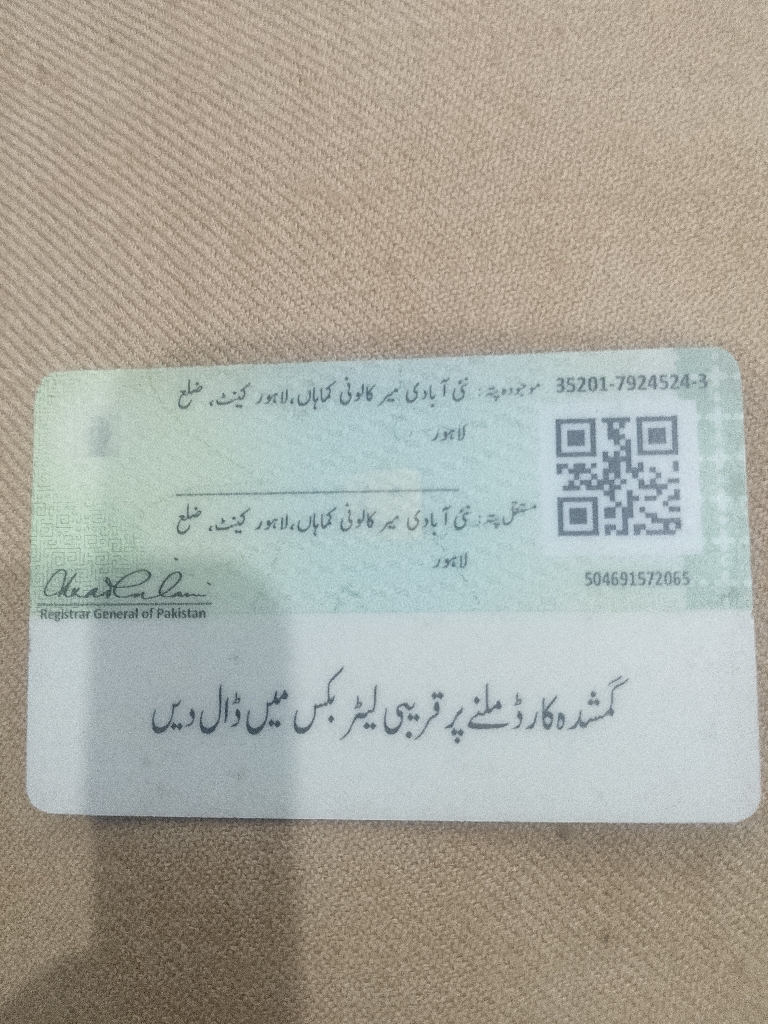 35201-7924524-3
موجودہ پتہ: نئی آبادی میر کالونی کماہاں، لاہور کینٹ، ضلع
لاہور
مستقل پتہ: نئی آبادی میر کالونی کماہاں، لاہور کینٹ، ضلع
لاہور
504691572065
Registrar General of Pakistan
گمشدہ کارڈ ملنے پر قریبی لیٹر بکس میں ڈال دیں